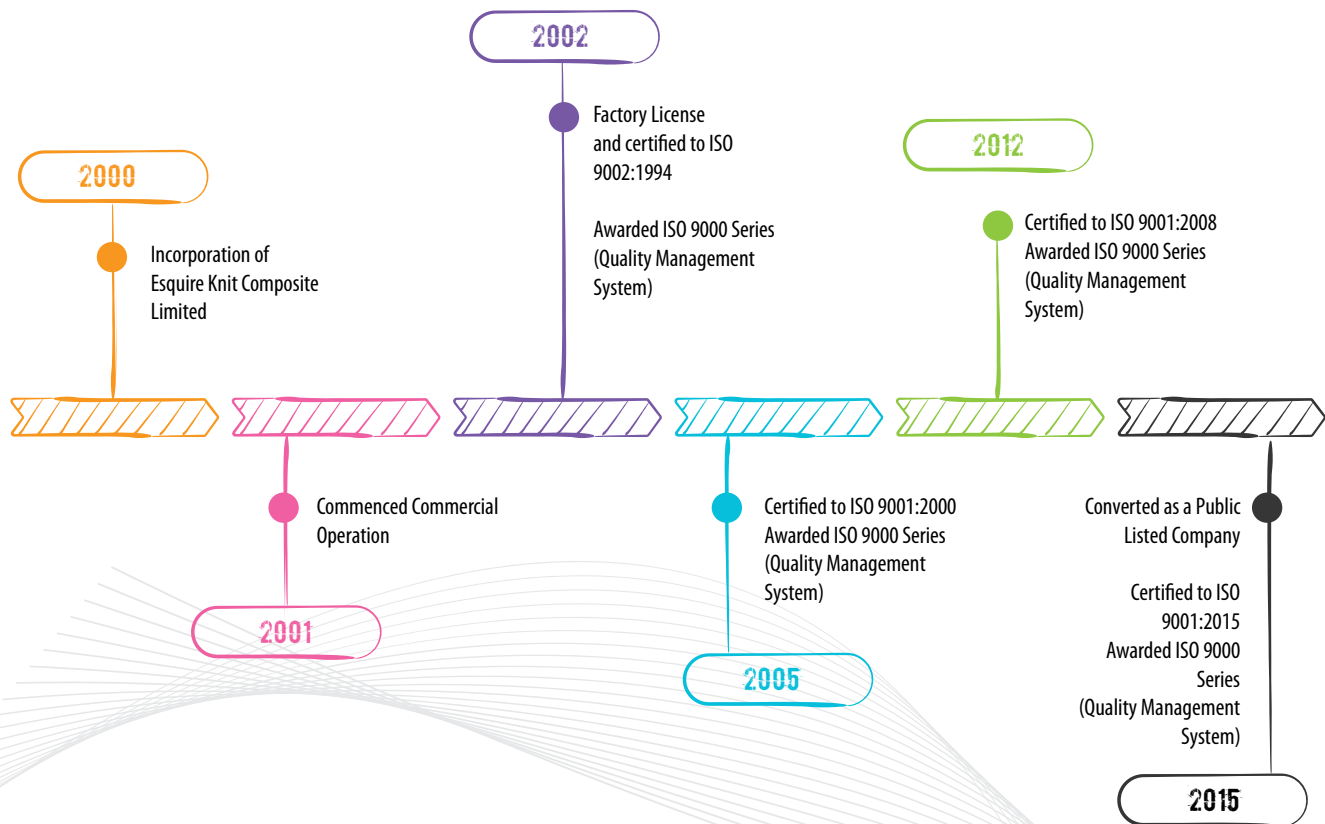 2000
Incorporation of
Esquire Knit Composite
Limited
2001
Commenced Commercial
Operation
2002
Factory License
and certified to ISO
9002:1994
Awarded ISO 9000 Series
(Quality Management
System)
2005
Certified to ISO 9001:2000
Awarded ISO 9000 Series
(Quality Management
System)
2012
Certified to ISO 9001:2008
Awarded ISO 9000 Series
(Quality Management
System)
2015
Converted as a Public
Listed Company
Certified to ISO
9001:2015
Awarded ISO 9000
Series
(Quality Management
System)